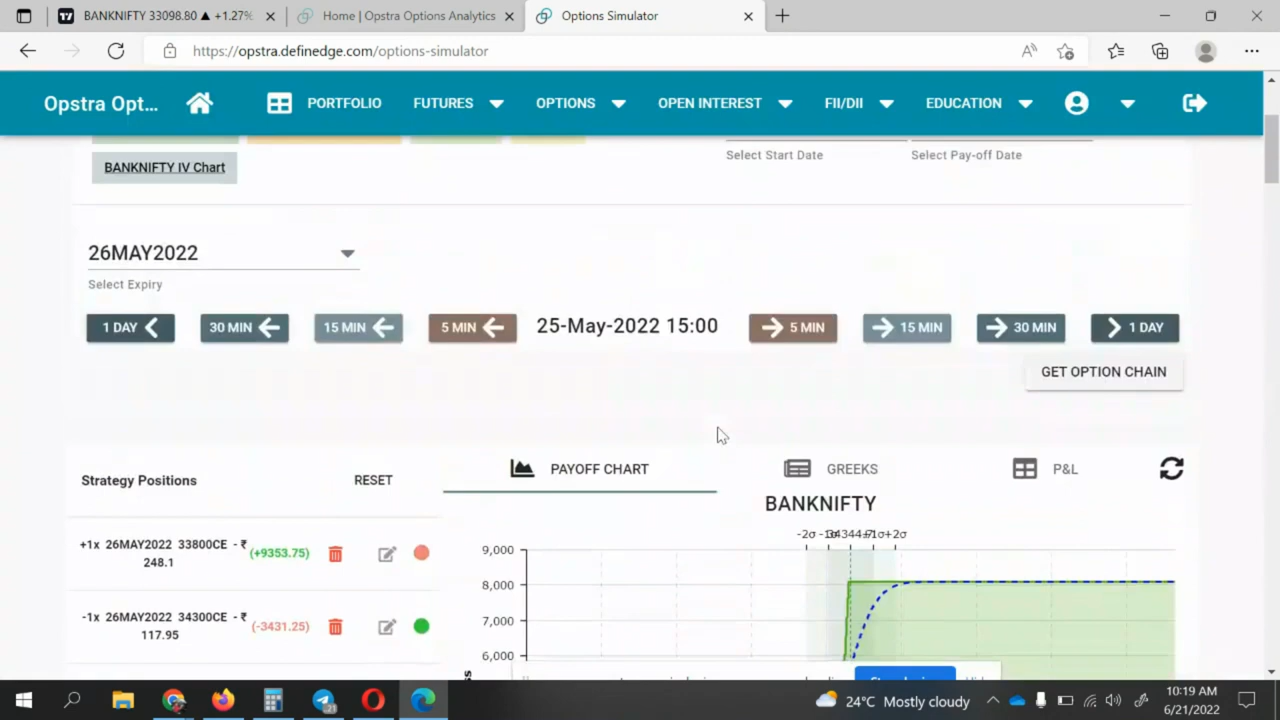 BANKNIFTY 33098.80 ▲ +1.27%
Home | Opstra Options Analytics
Options Simulator
https://opstra.definedge.com/options-simulator
Opstra Opt...
PORTFOLIO
FUTURES
OPTIONS
OPEN INTEREST
FII/DII
EDUCATION
BANKNIFTY IV Chart
Select Start Date
Select Pay-off Date
26MAY2022
Select Expiry
1 DAY
30 MIN
15 MIN
5 MIN
25-May-2022 15:00
5 MIN
15 MIN
30 MIN
1 DAY
GET OPTION CHAIN
Strategy Positions
RESET
PAYOFF CHART
GREEKS
P&L
BANKNIFTY
-2σ
+2σ
9,000
8,000
7,000
6,000
+1x 26MAY2022 33800CE - ₹
248.1
(+9353.75)
-1x 26MAY2022 34300CE - ₹
117.95
(-3431.25)
24°C Mostly cloudy
10:19 AM
6/21/2022